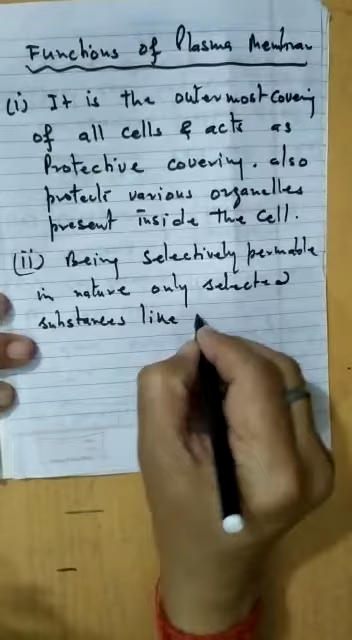 Functions of Plasma Membran
(i) It is the outermost covering
of all cells & acts as
Protective covering. also
protects various organelles
present inside the cell.
(ii) Being selectively permable
in nature only selected
substances like